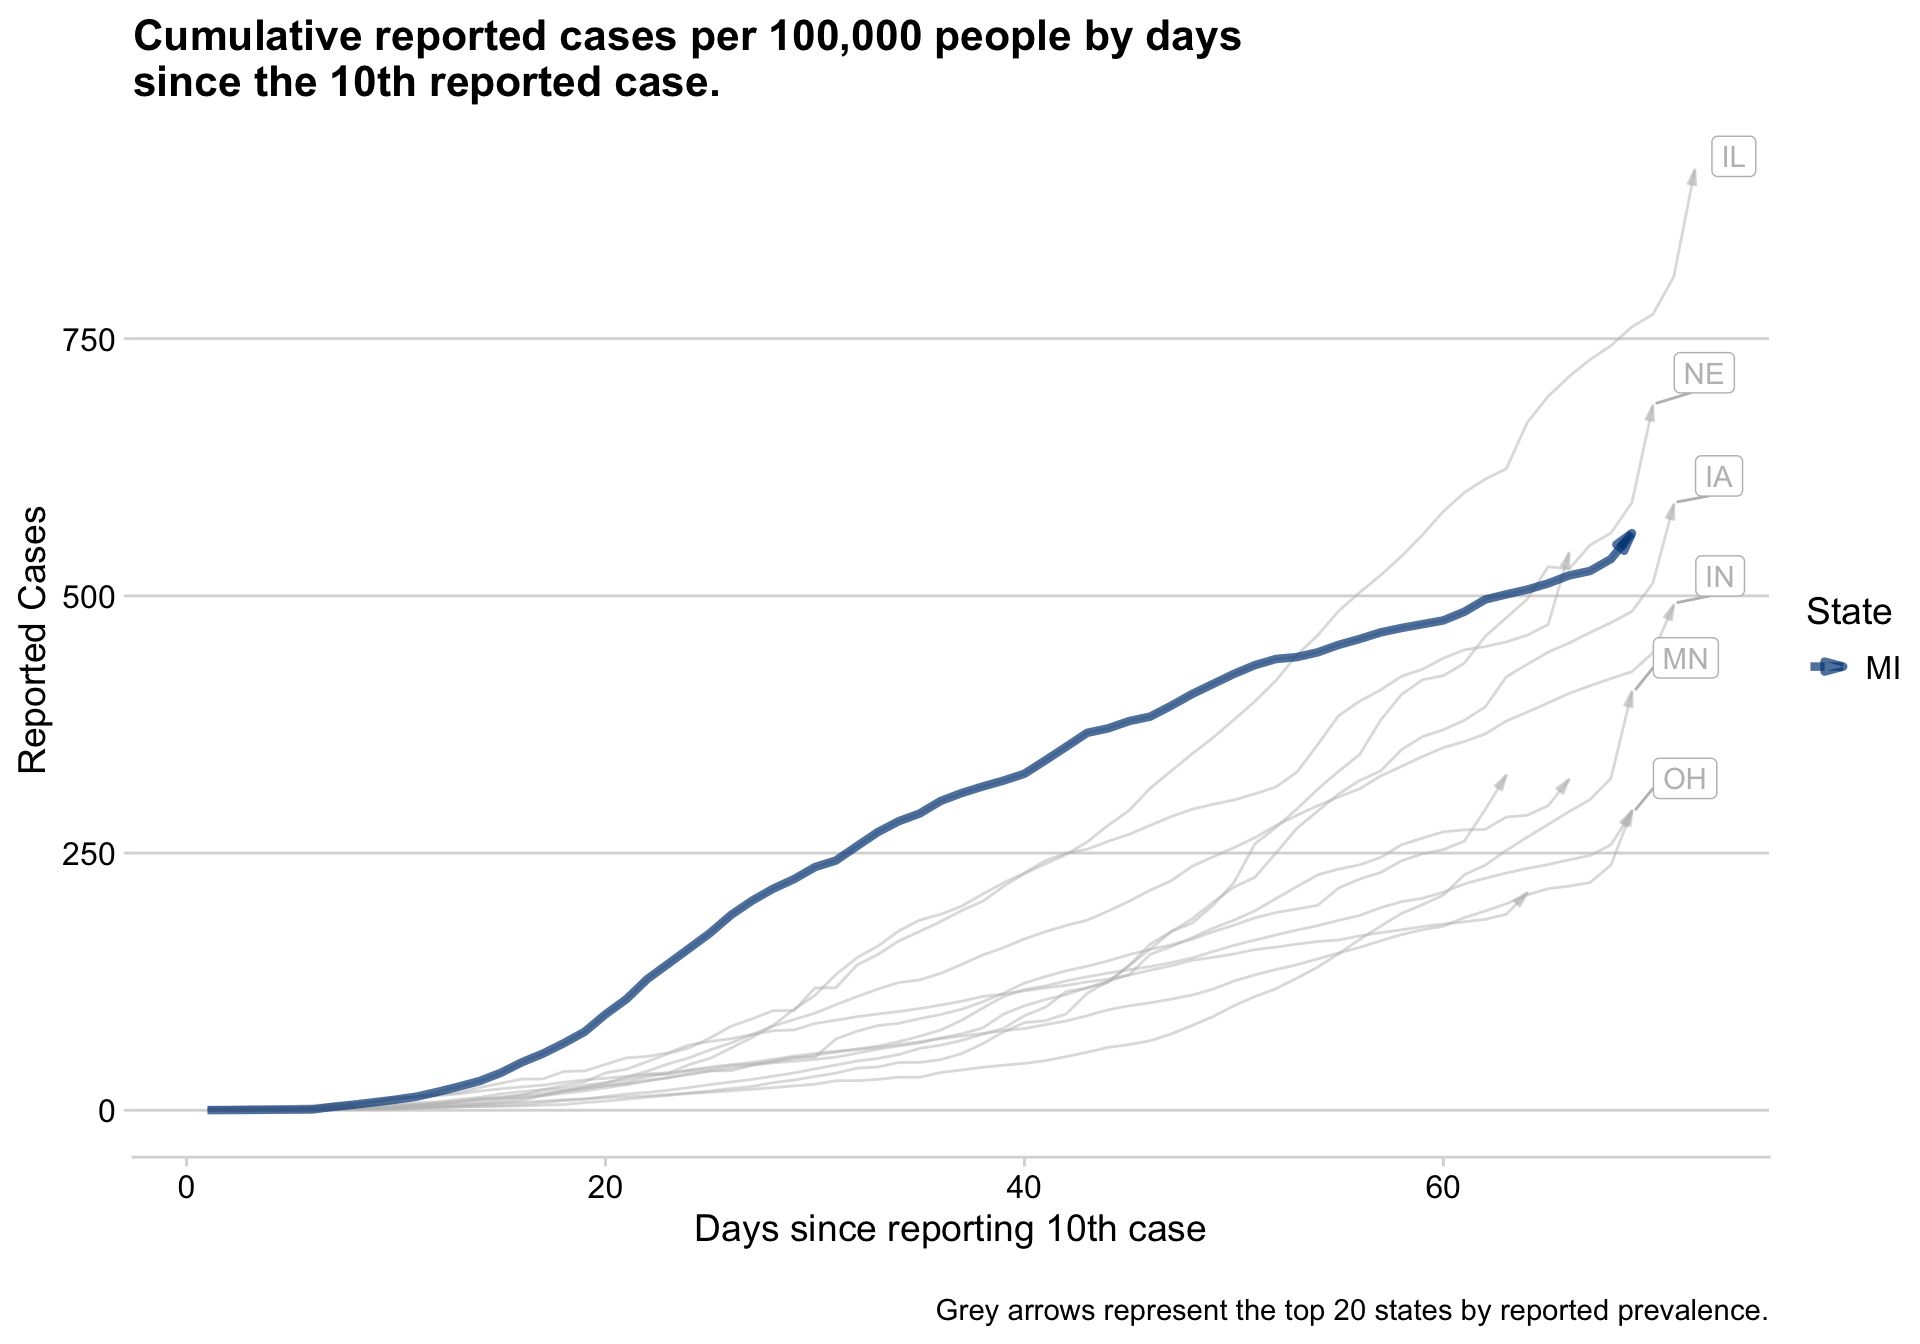 Cumulative reported cases per 100,000 people by days
since the 10th reported case.
IL
750
NE
IA
500
IN
MN
OH
250
0
Reported Cases
State
MI
0 20 40 60
Days since reporting 10th case
Grey arrows represent the top 20 states by reported prevalence.